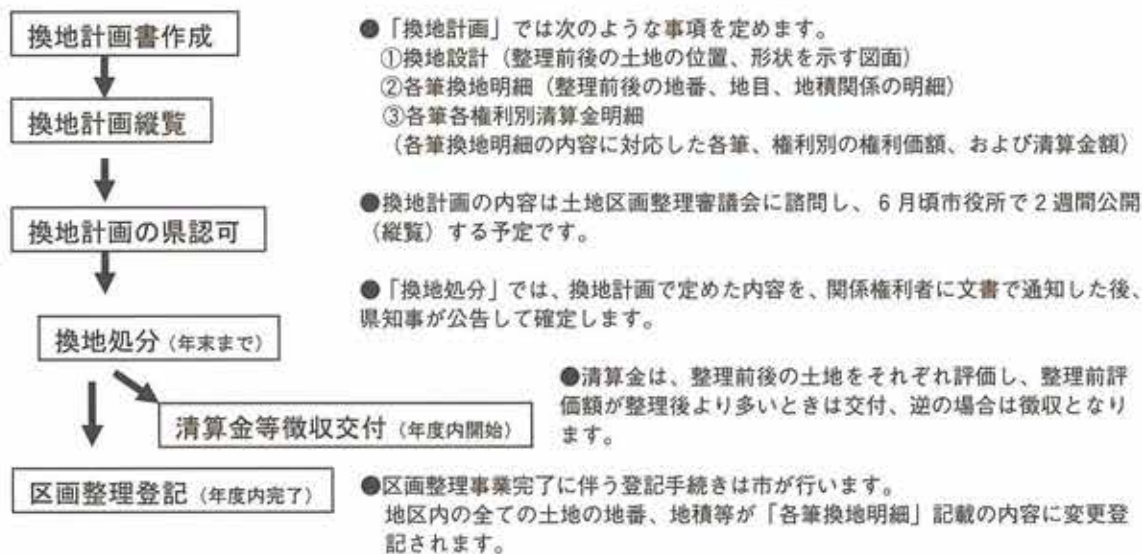 換地計画書作成
●「換地計画」では次のような事項を定めます。
①換地設計（整理前後の土地の位置、形状を示す図面）
②各筆換地明細（整理前後の地番、地目、地積関係の明細）
③各筆各権利別清算金明細
（各筆換地明細の内容に対応した各筆、権利別の権利価額、および清算金額）
換地計画縦覧
●換地計画の内容は土地区画整理審議会に諮問し、６月頃市役所で２週間公開
（縦覧）する予定です。
換地計画の県認可
●「換地処分」では、換地計画で定めた内容を、関係権利者に文書で通知した後、
県知事が公告して確定します。
換地処分（年末まで）
●清算金は、整理前後の土地をそれぞれ評価し、整理前評
価額が整理後より多いときは交付、逆の場合は徴収となり
ます。
清算金等徴収交付（年度内開始）
区画整理登記（年度内完了）
●区画整理事業完了に伴う登記手続きは市が行います。
地区内の全ての土地の地番、地積等が「各筆換地明細」記載の内容に変更登
記されます。